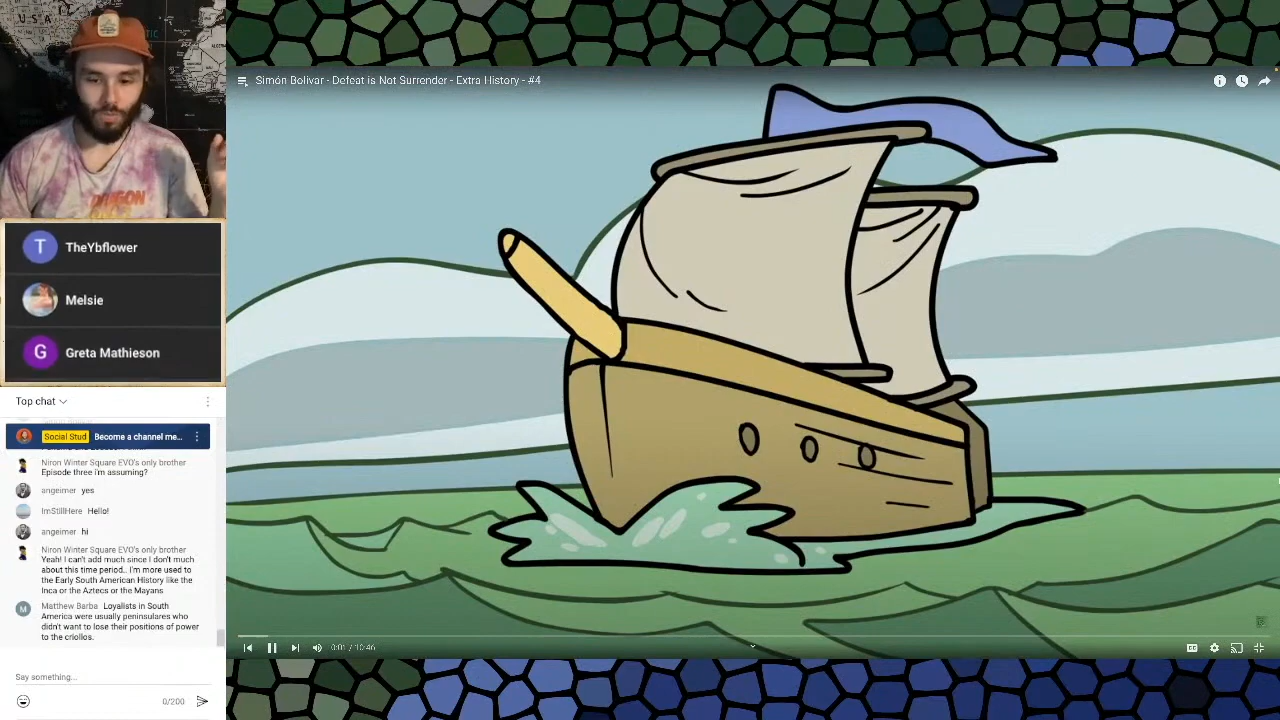 USA
DRAGON
T TheYbflower
Melsie
G Greta Mathieson
Top chat
Social Stud Become a channel me...
Niron Winter Square EVO's only brother
Episode three i'm assuming?
angeimer yes
ImStillHere Hello!
angeimer hi
Niron Winter Square EVO's only brother
Yeah! I can't add much since I don't much
about this time period.. I'm more used to
the Early South American History like the
Inca or the Aztecs or the Mayans
M Matthew Barba Loyalists in South
America were usually peninsulares who
didn't want to lose their positions of power
to the criollos.
Say something...
0/200
Simón Bolívar - Defeat is Not Surrender - Extra History - #4
0:01 / 10:46